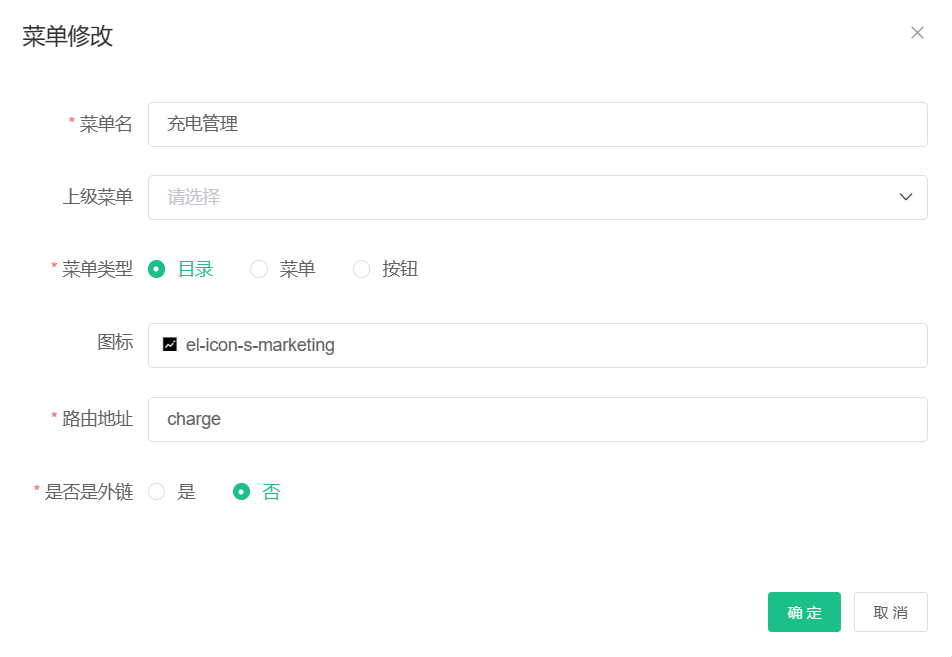 菜单修改
* 菜单名 充电管理
上级菜单 请选择
* 菜单类型 目录 菜单 按钮
图标 el-icon-s-marketing
* 路由地址 charge
* 是否是外链 是 否
确定 取消